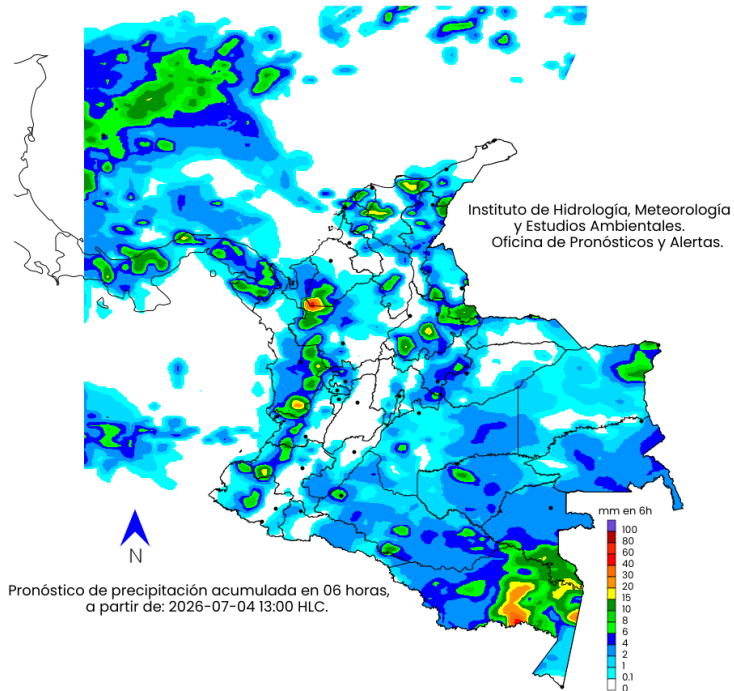 Instituto de Hidrología, Meteorología
y Estudios Ambientales.
Oficina de Pronósticos y Alertas.
N
Pronóstico de precipitación acumulada en 06 horas,
a partir de: 2026-07-04 13:00 HLC.
mm en 6h
100
80
60
40
30
20
15
10
8
6
4
2
1
0.1
0